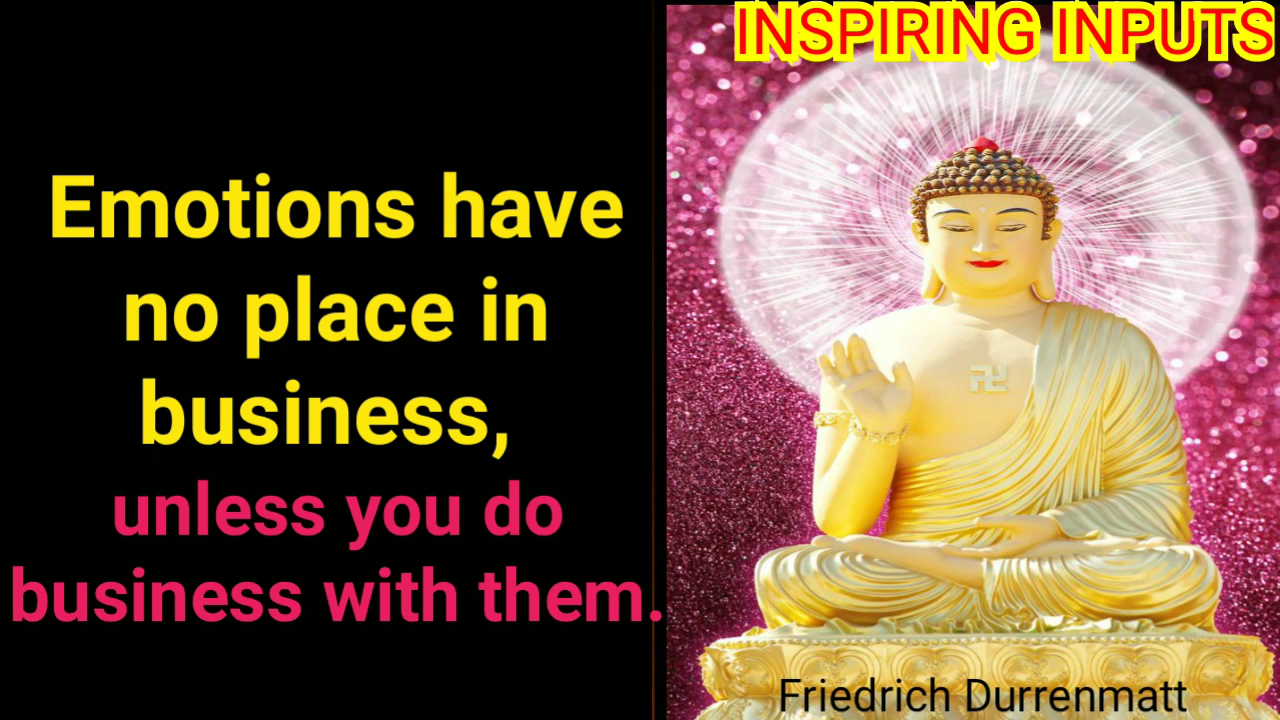 INSPIRING INPUTS
Emotions have
no place in
business,
unless you do
business with them.
Friedrich Durrenmatt